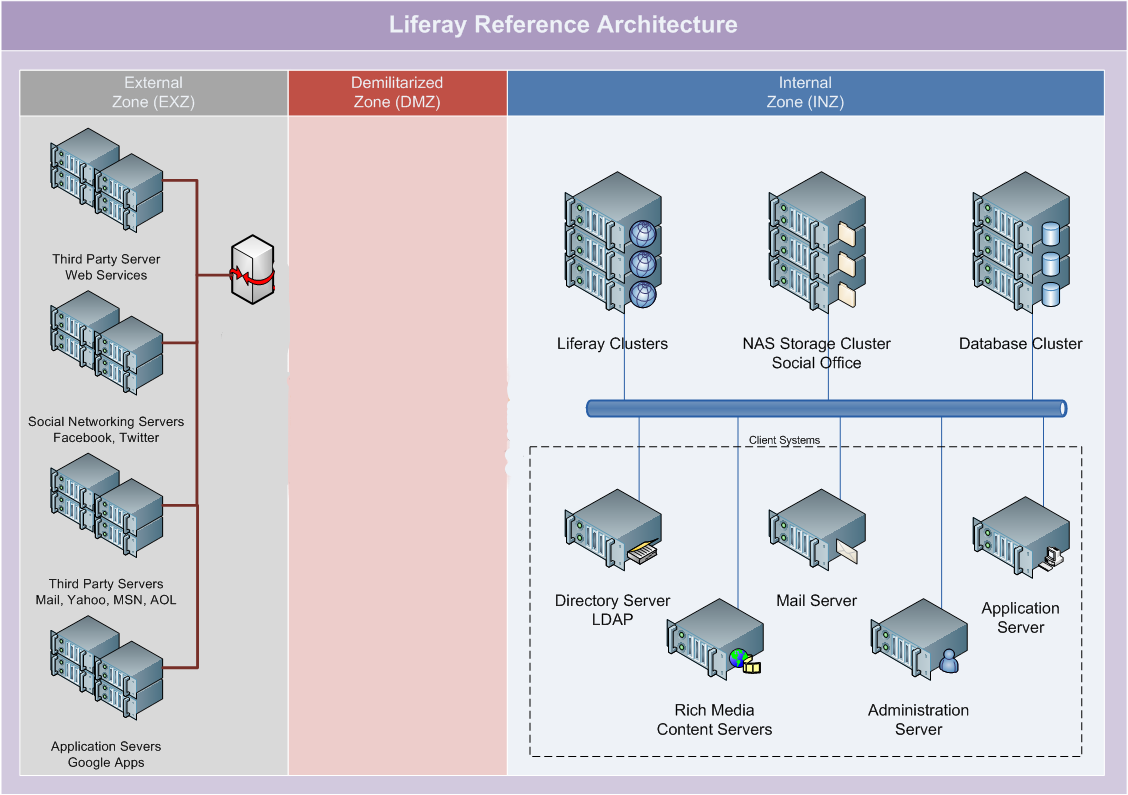 Liferay Reference Architecture
External
Zone (EXZ)
Demilitarized
Zone (DMZ)
Internal
Zone (INZ)
Third Party Server
Web Services
Social Networking Servers
Facebook, Twitter
Third Party Servers
Mail, Yahoo, MSN, AOL
Application Severs
Google Apps
Liferay Clusters
NAS Storage Cluster
Social Office
Database Cluster
Client Systems
Directory Server
LDAP
Mail Server
Application
Server
Rich Media
Content Servers
Administration
Server